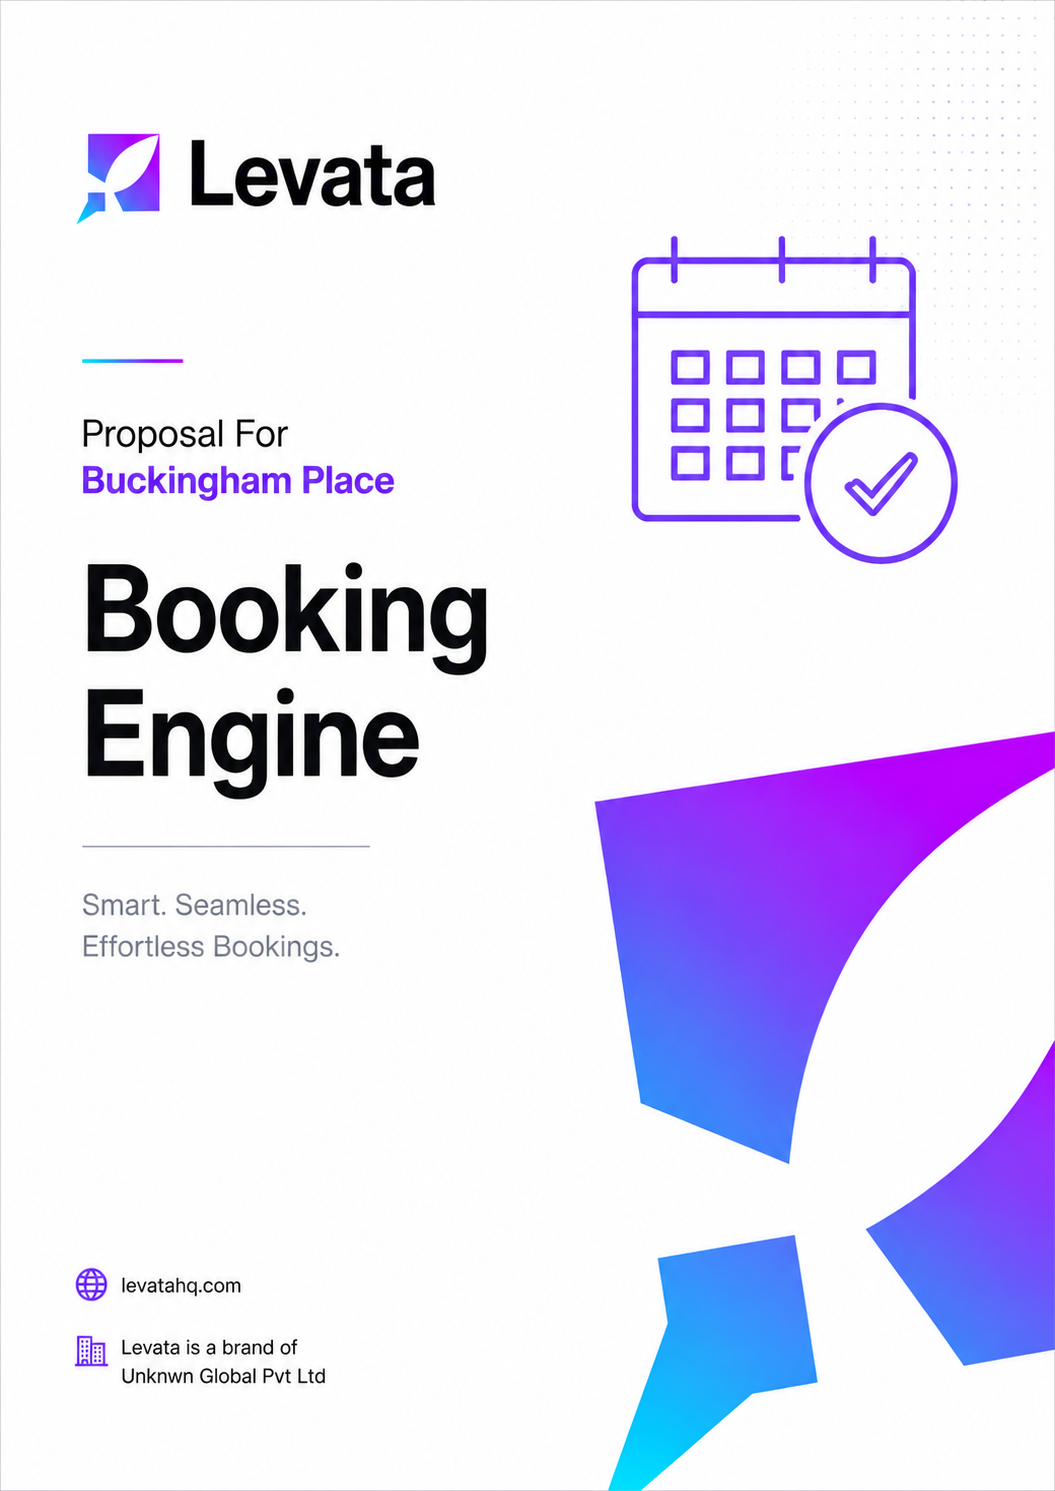 Levata
Proposal For
Buckingham Place
Booking
Engine
Smart. Seamless.
Effortless Bookings.
levatahq.com
Levata is a brand of
Unknwn Global Pvt Ltd